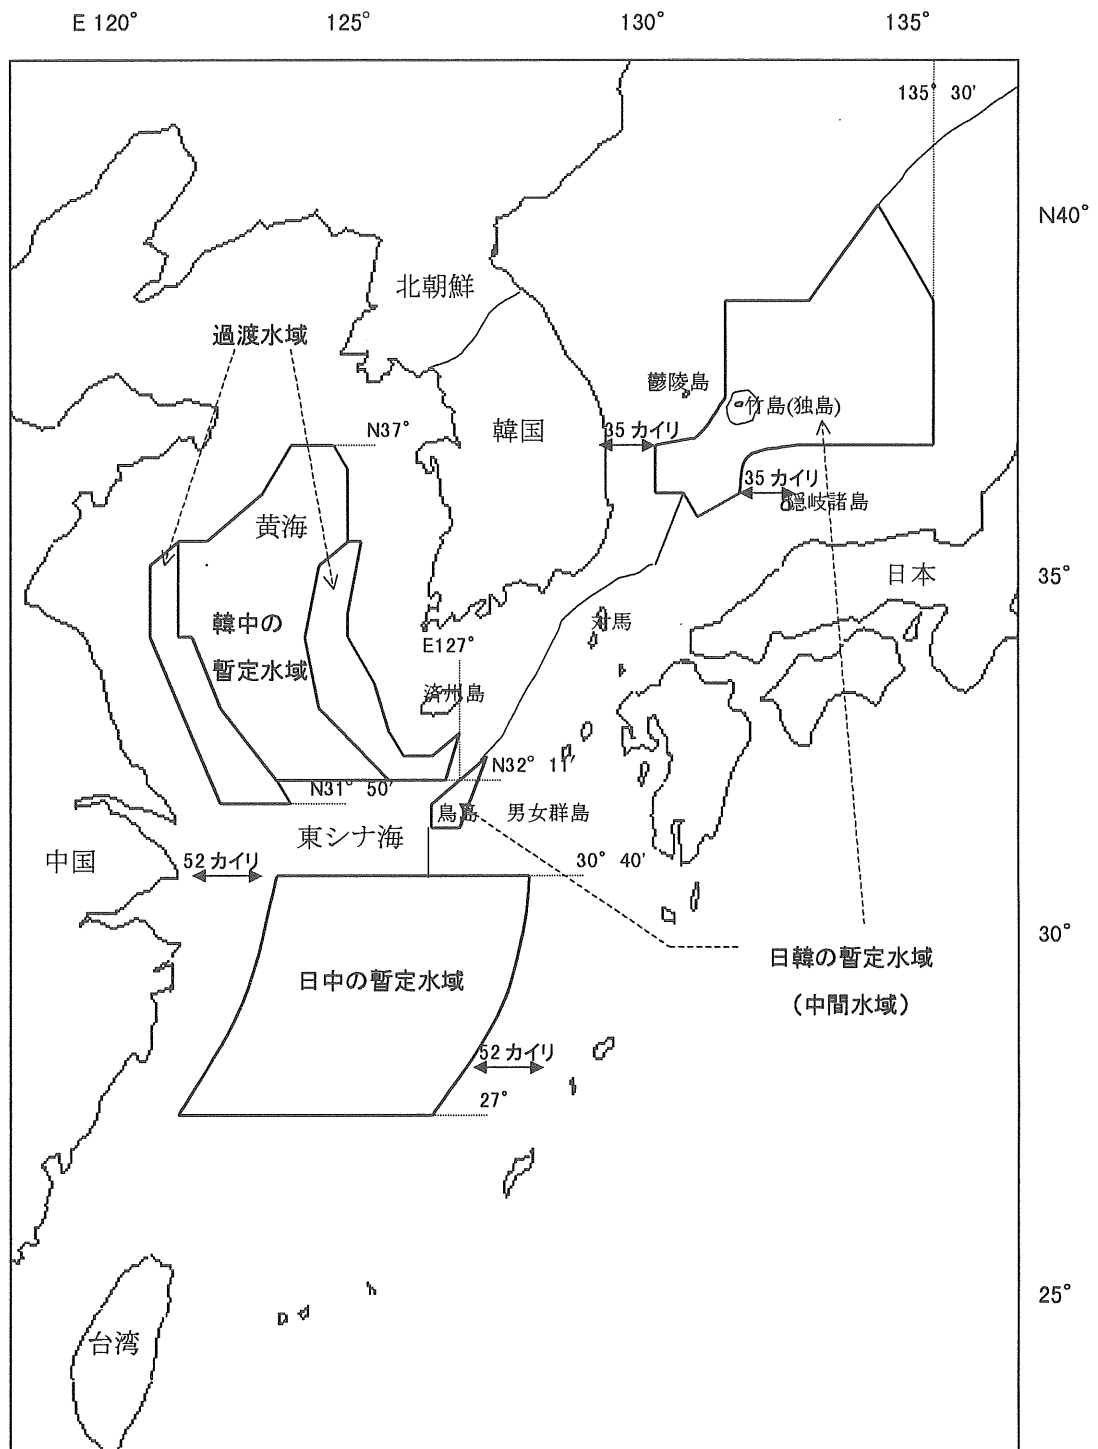 E 120°
125°
130°
135°
135° 30'
N40°
北朝鮮
過渡水域
鬱陵島
竹島(独島)
N37°
韓国
35 カイリ
35 カイリ
隠岐諸島
黄海
日本
35°
韓中の
暫定水域
対馬
E127°
済州島
N32° 11'
N31° 50'
鳥島
男女群島
東シナ海
中国
52 カイリ
30° 40'
30°
日中の暫定水域
日韓の暫定水域
（中間水域）
52 カイリ
27°
25°
台湾